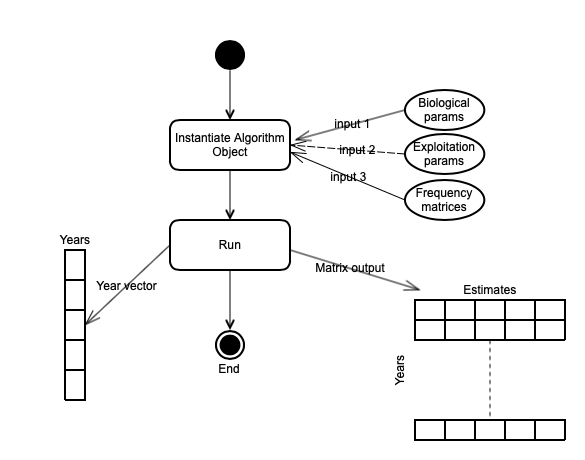 Biological
params
input 1
Instantiate Algorithm
Object
input 2
Exploitation
params
input 3
Frequency
matrices
Years
Run
Year vector
Matrix output
Estimates
Years
End